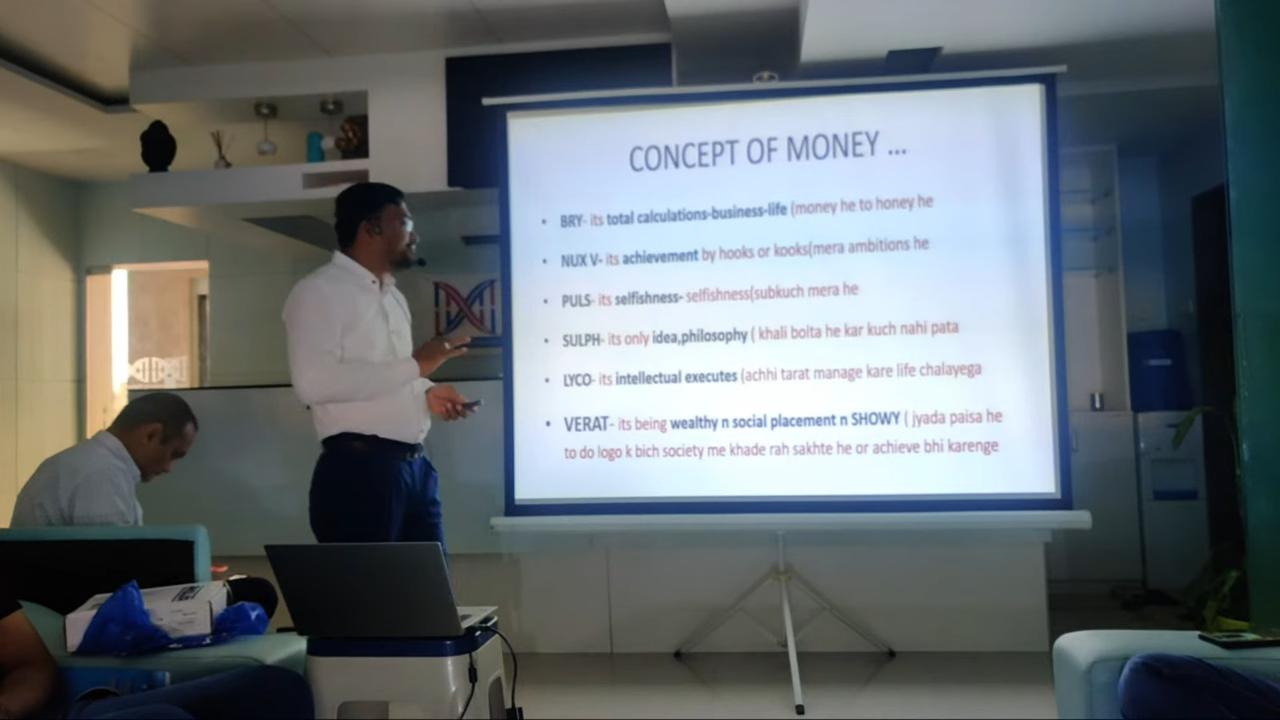 CONCEPT OF MONEY ...
• BRY- its total calculations-business-life (money he to honey he
• NUX V- its achievement by hooks or kooks(mera ambitions he
• PULS- its selfishness- selfishness(subkuch mera he
• SULPH- its only idea,philosophy ( khali bolta he kar kuch nahi pata
• LYCO- its intellectual executes (achhi tarat manage kare life chalayega
• VERAT- its being wealthy n social placement n SHOWY ( jyada paisa he
to do logo k bich society me khade rah sakhte he or achieve bhi karenge